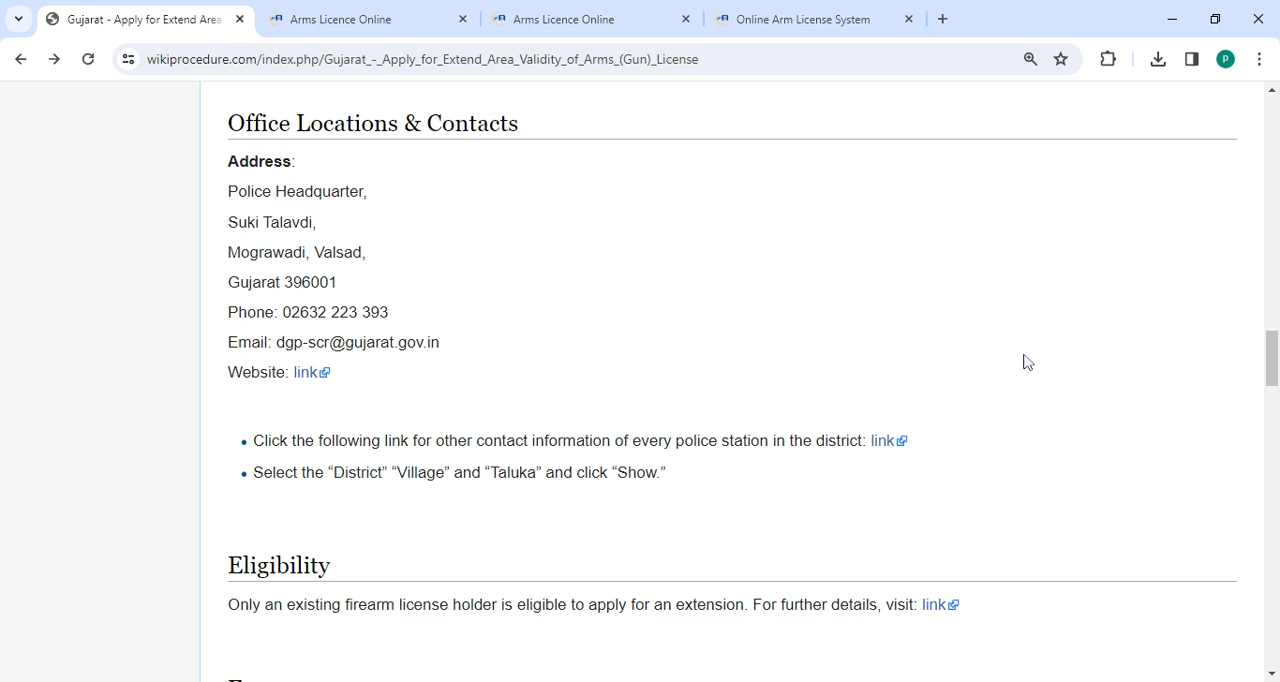 Gujarat - Apply for Extend Area
Arms Licence Online
Arms Licence Online
Online Arm License System
wikiprocedure.com/index.php/Gujarat_-_Apply_for_Extend_Area_Validity_of_Arms_(Gun)_License
P
Office Locations & Contacts
Address:
Police Headquarter,
Suki Talavdi,
Mograwadi, Valsad,
Gujarat 396001
Phone: 02632 223 393
Email: dgp-scr@gujarat.gov.in
Website: link
Click the following link for other contact information of every police station in the district: link
Select the “District” “Village” and “Taluka” and click “Show.”
Eligibility
Only an existing firearm license holder is eligible to apply for an extension. For further details, visit: link